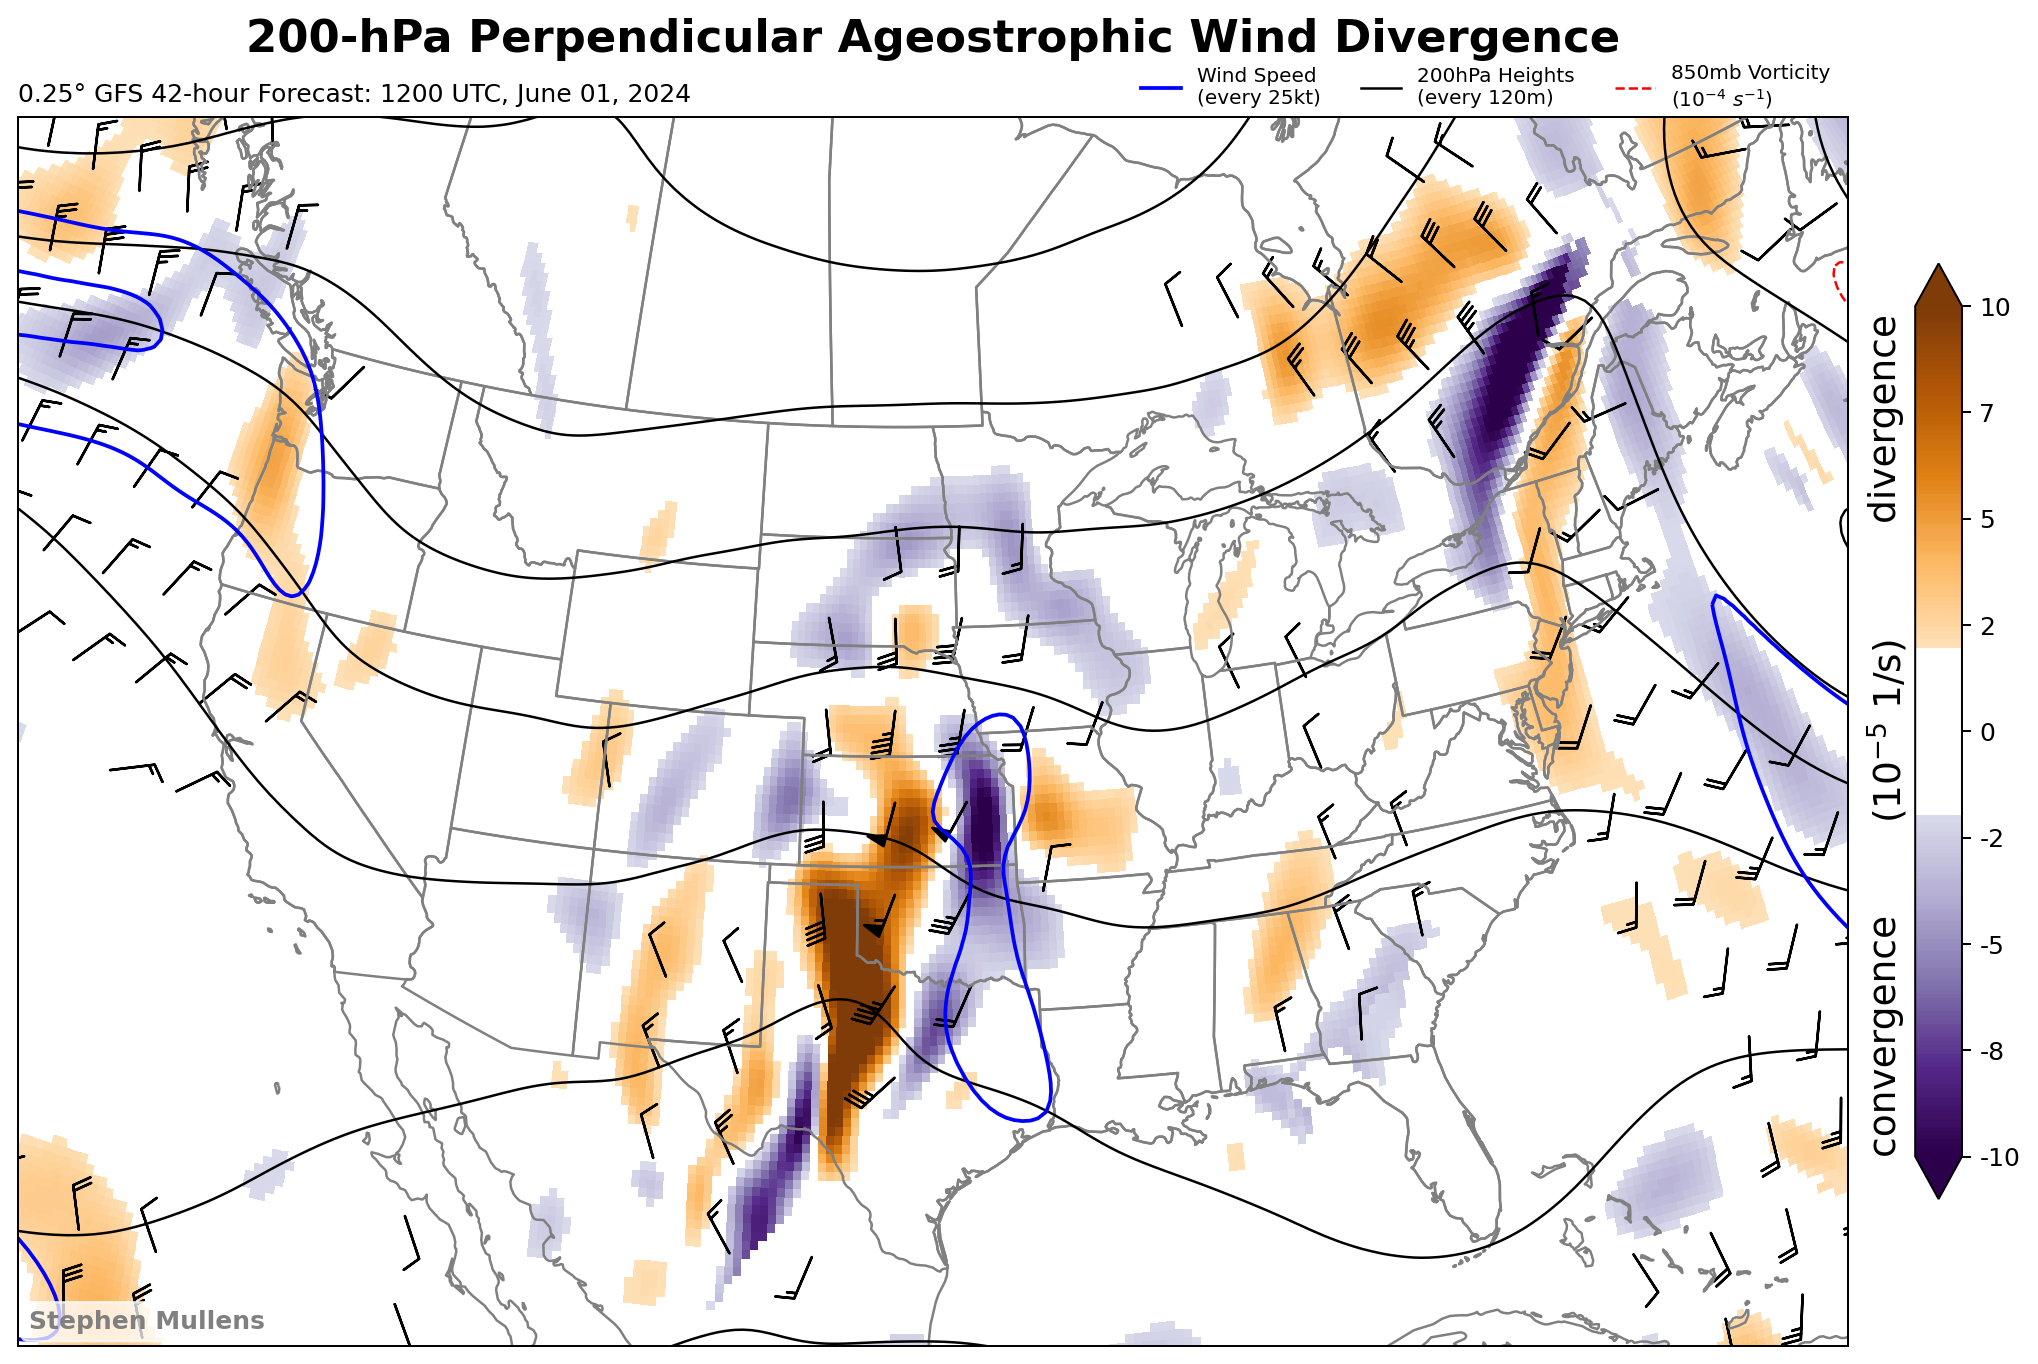 200-hPa Perpendicular Ageostrophic Wind Divergence
0.25° GFS 42-hour Forecast: 1200 UTC, June 01, 2024
Wind Speed
(every 25kt)
200hPa Heights
(every 120m)
850mb Vorticity
(10⁻⁴ s⁻¹)
10
7
5
2
0
-2
-5
-8
-10
convergence (10⁻⁵ 1/s) divergence
Stephen Mullens